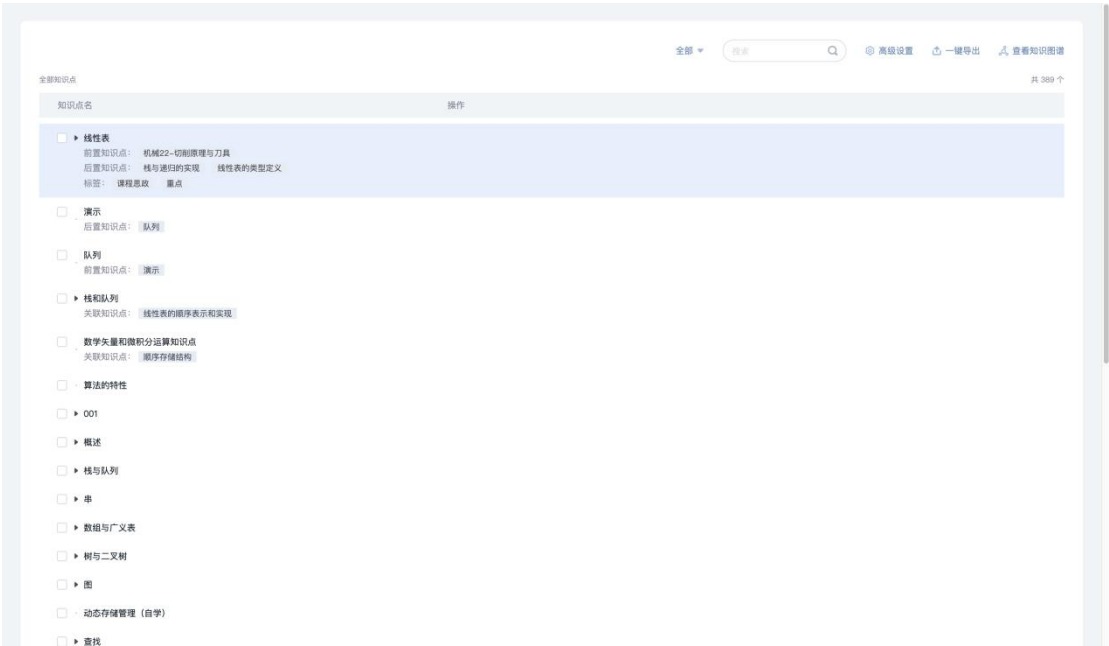 全部 搜索 高级设置 一键导出 查看知识图谱
全部知识点 共 389 个
知识点名 操作
线性表
前置知识点： 机械22-切削原理与刀具
后置知识点： 栈与递归的实现 线性表的类型定义
标签： 课程思政 重点
演示
后置知识点： 队列
队列
前置知识点： 演示
栈和队列
关联知识点： 线性表的顺序表示和实现
数学矢量和微积分运算知识点
关联知识点： 顺序存储结构
算法的特性
001
概述
栈与队列
串
数组与广义表
树与二叉树
图
动态存储管理（自学）
查找